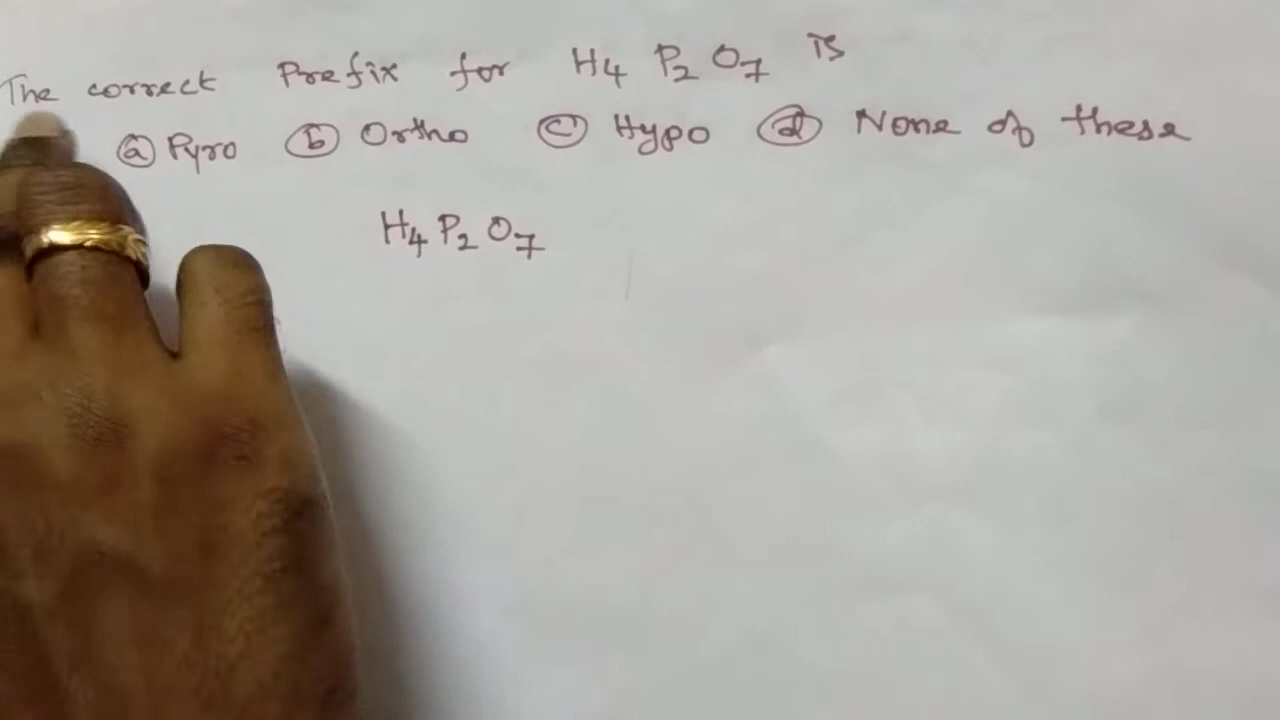 The correct Prefix for H4 P2 O7 is
ⓐ Pyro ⓑ Ortho ⓒ Hypo ⓓ None of these
H4 P2 O7